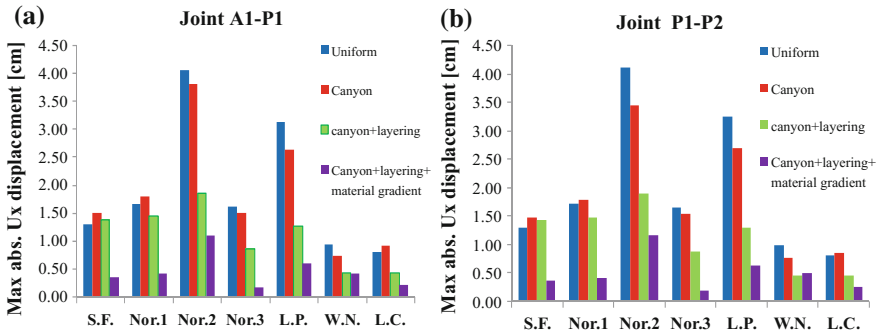 (a)
Joint A1-P1
Max abs. Ux displacement [cm]
4.50
4.00
3.50
3.00
2.50
2.00
1.50
1.00
0.50
0.00
S.F. Nor.1 Nor.2 Nor.3 L.P. W.N. L.C.
Uniform
Canyon
canyon+layering
Canyon+layering+
material gradient
(b)
Joint P1-P2
Max abs. Ux displacement [cm]
4.50
4.00
3.50
3.00
2.50
2.00
1.50
1.00
0.50
0.00
S.F. Nor.1 Nor.2 Nor.3 L.P. W.N. L.C.
Uniform
Canyon
canyon+layering
Canyon+layering+
material gradient